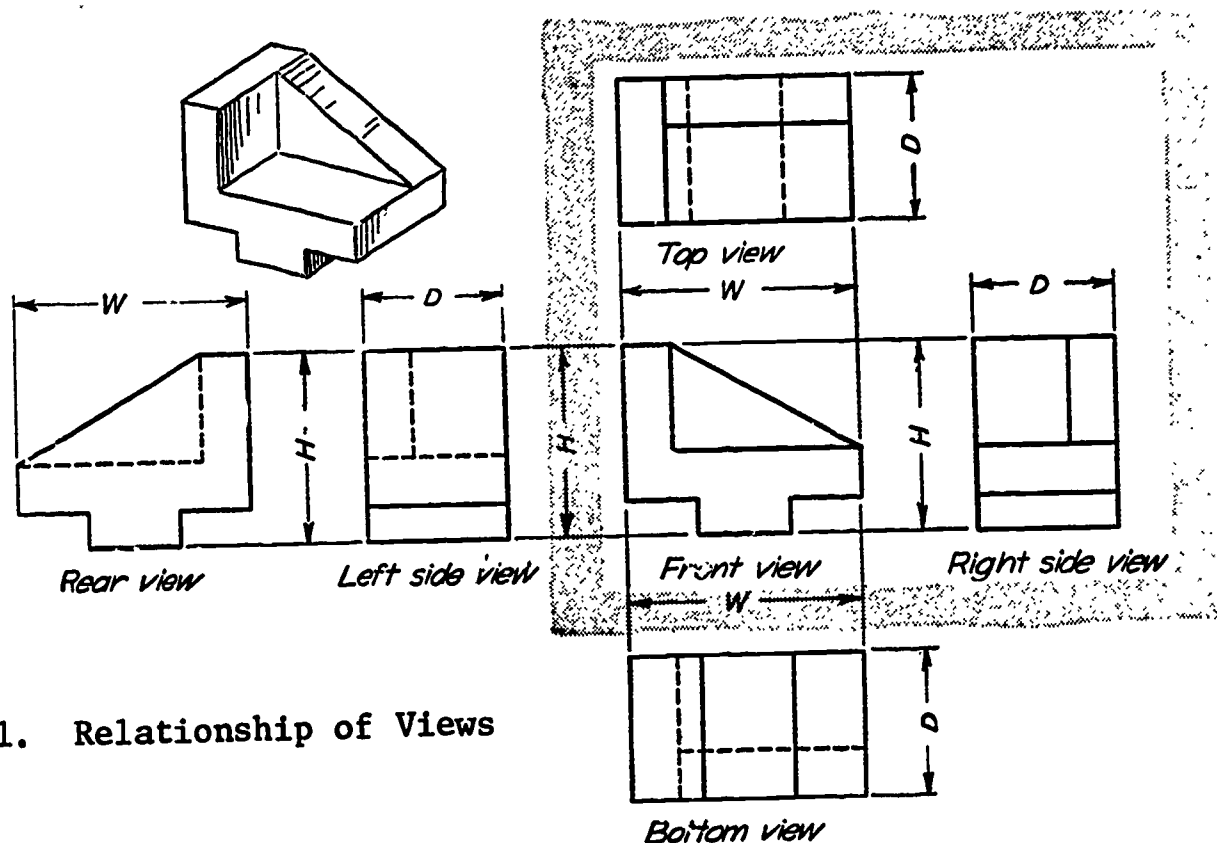 D
Top view
W
D
W
D
H
H
H
Rear view
Left side view
Front view
Right side view
W
1. Relationship of Views
D
Bottom view